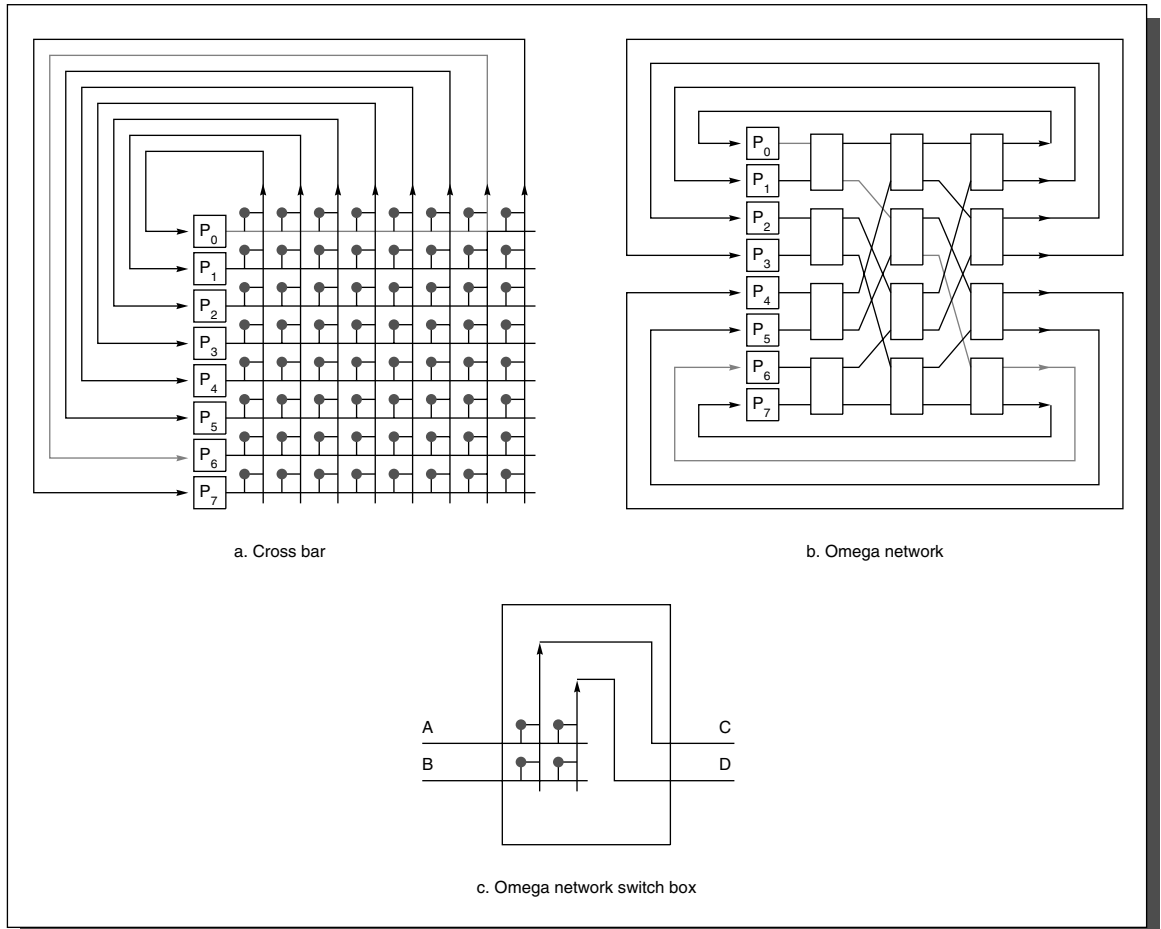 P0
P1
P2
P3
P4
P5
P6
P7
a. Cross bar
P0
P1
P2
P3
P4
P5
P6
P7
b. Omega network
A
B
C
D
c. Omega network switch box